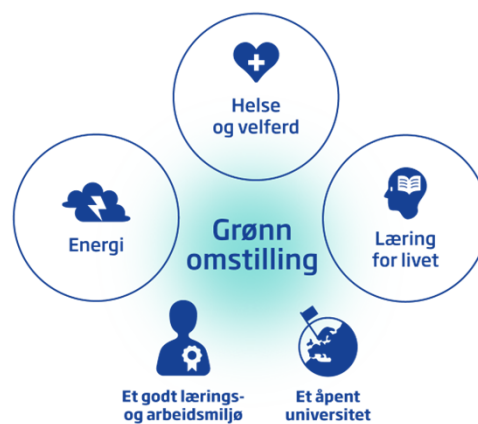 Helse
og velferd
Energi
Grønn
omstilling
Læring
for livet
Et godt lærings-
og arbeidsmiljø
Et åpent
universitet